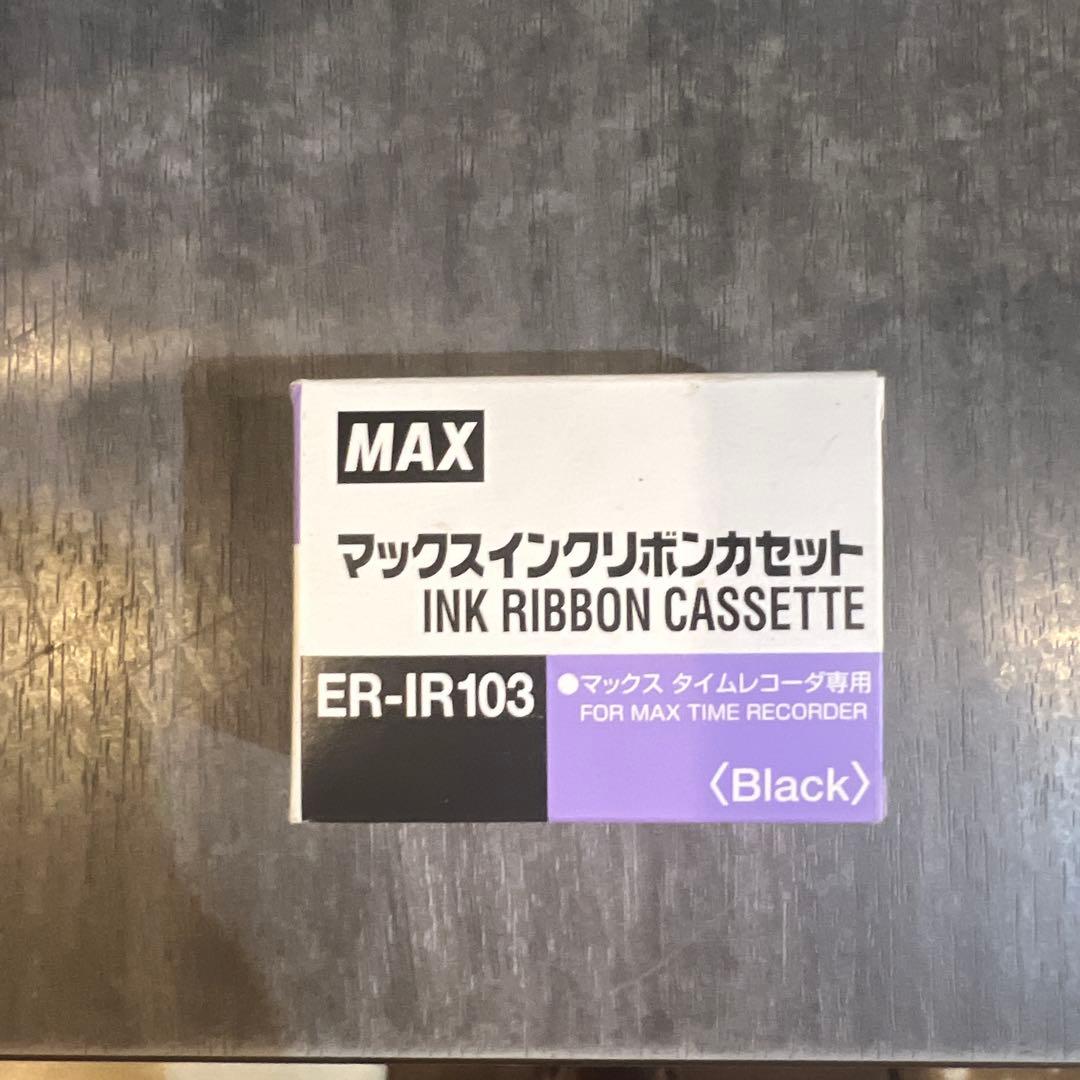 MAX
マックスインクリボンカセット
INK RIBBON CASSETTE
ER-IR103
●マックス タイムレコーダ専用
FOR MAX TIME RECORDER
〈Black〉